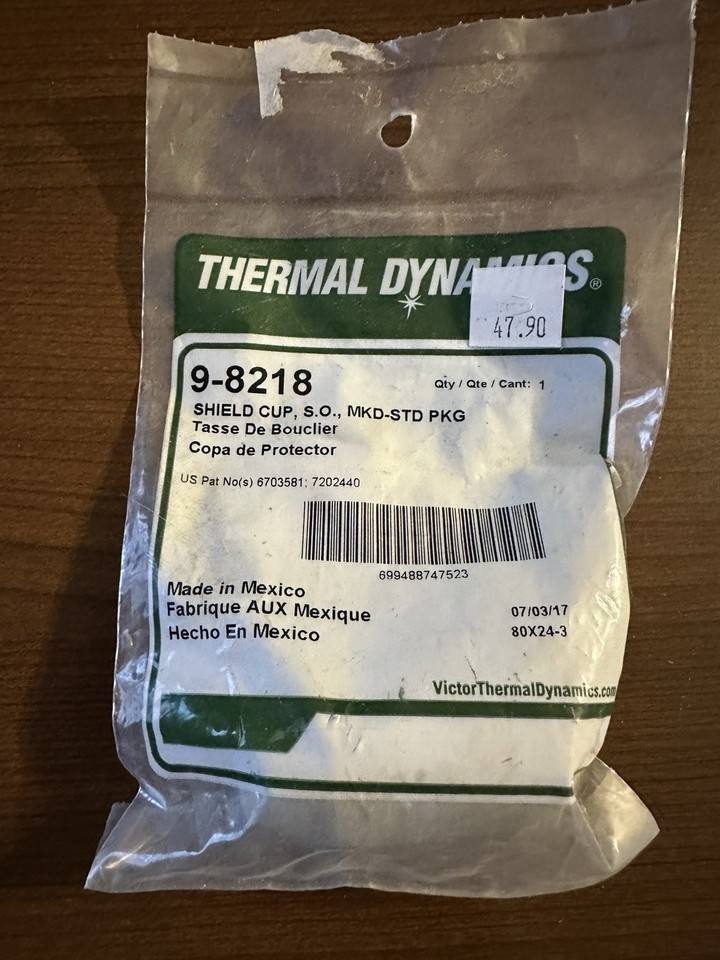 THERMAL DYNAMICS®
47.90
9-8218
Qty / Qte / Cant: 1
SHIELD CUP, S.O., MKD-STD PKG
Tasse De Bouclier
Copa de Protector
US Pat No(s) 6703581; 7202440
699488747523
Made in Mexico
Fabrique AUX Mexique
07/03/17
Hecho En Mexico
80X24-3
VictorThermalDynamics.com